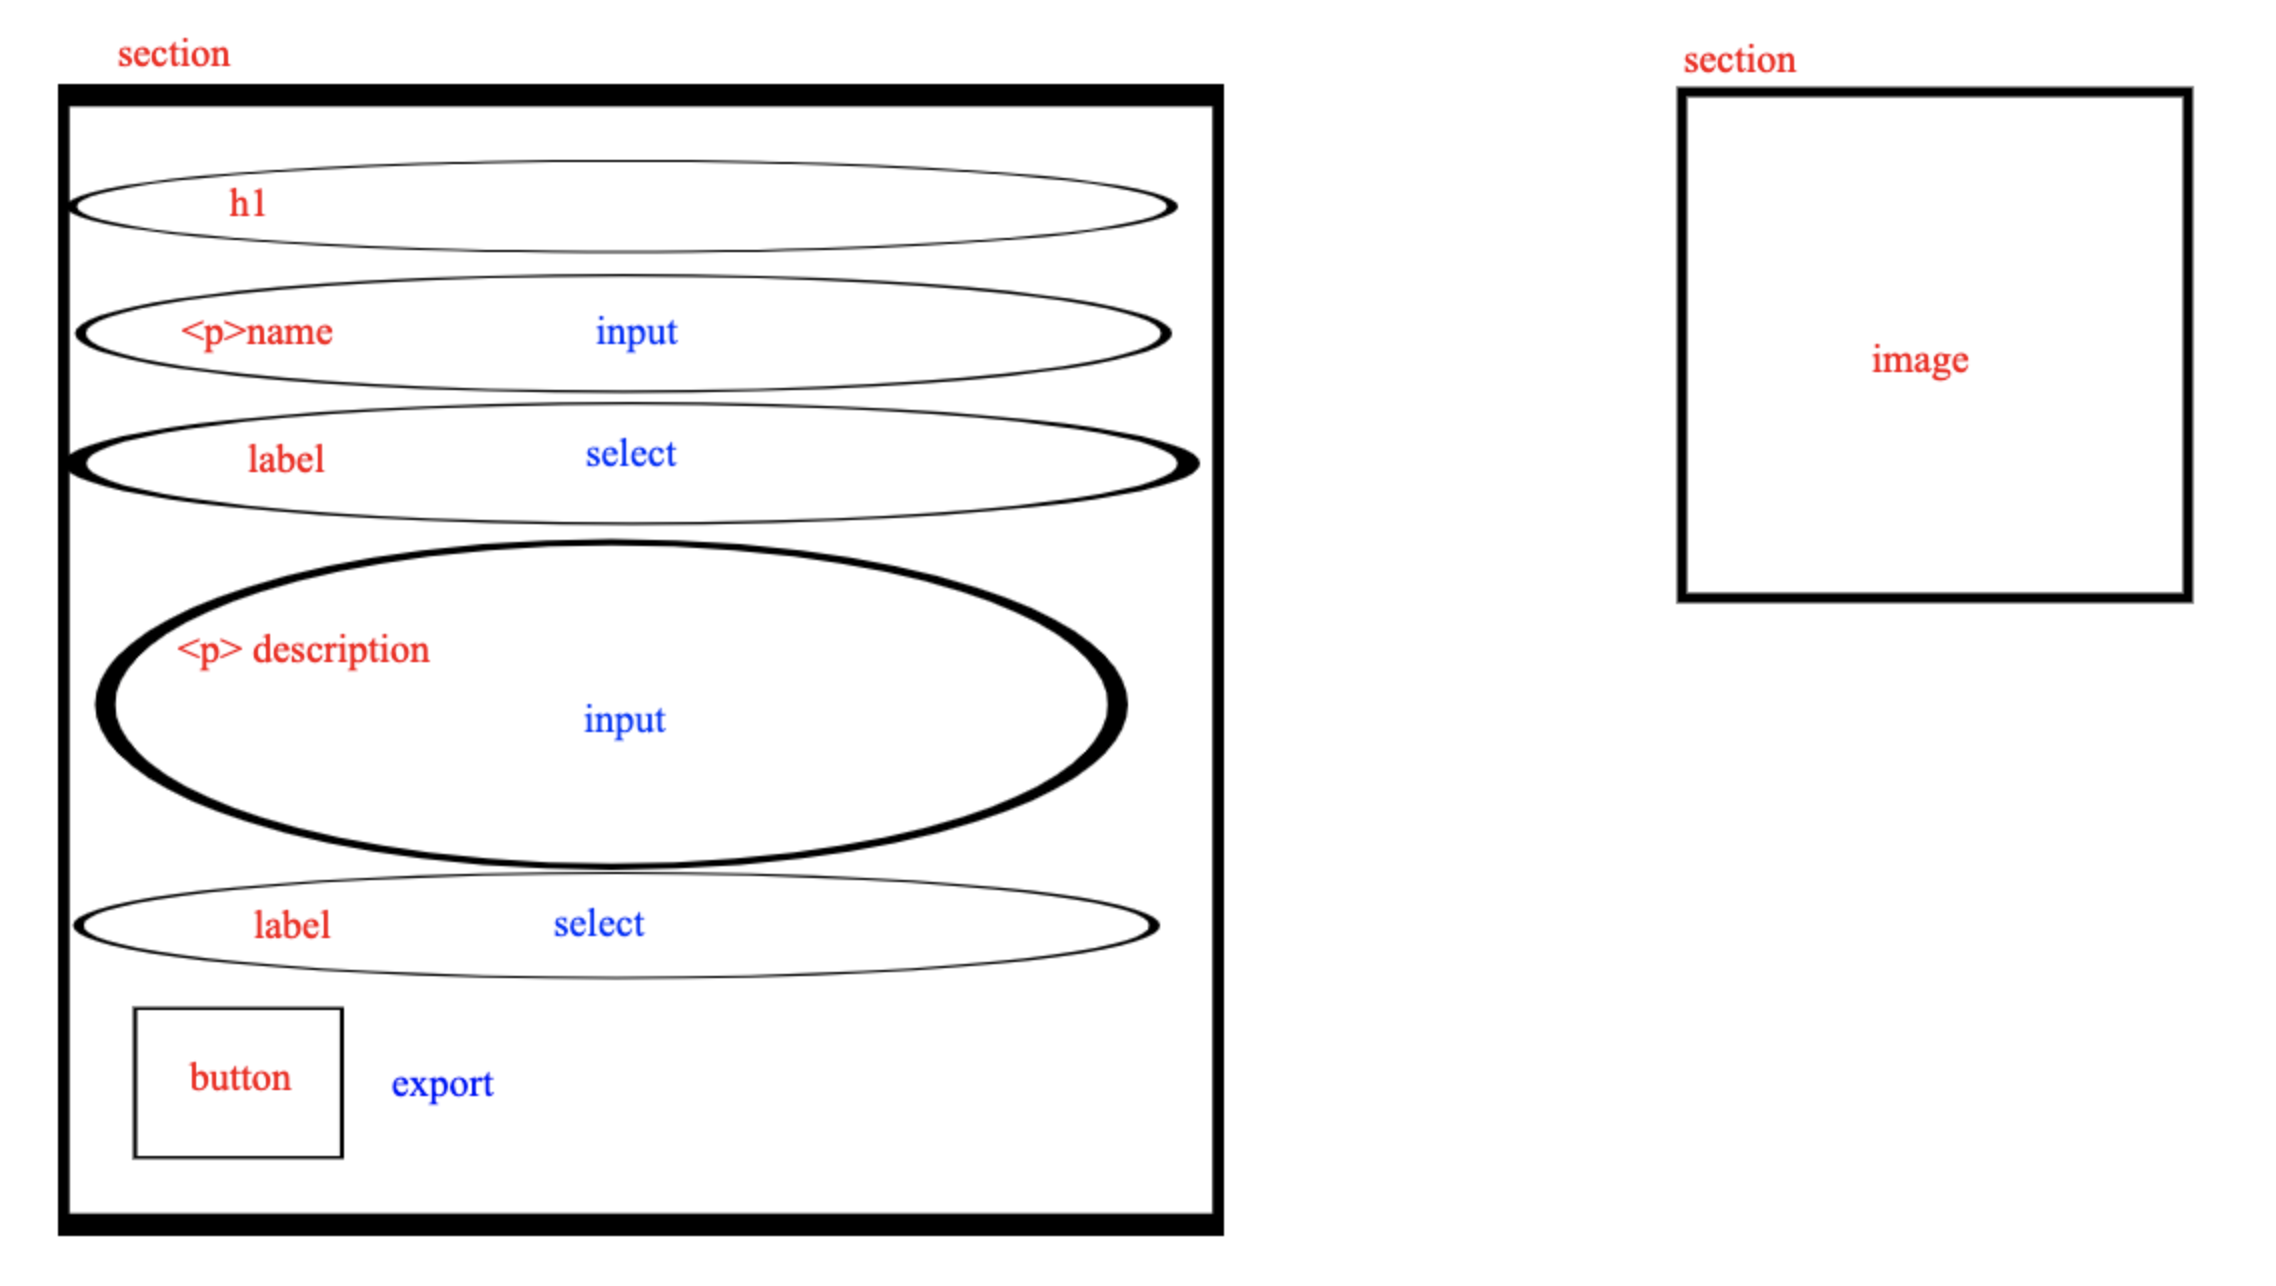 section
h1
<p>name input
label select
<p> description
input
label select
button export
section
image